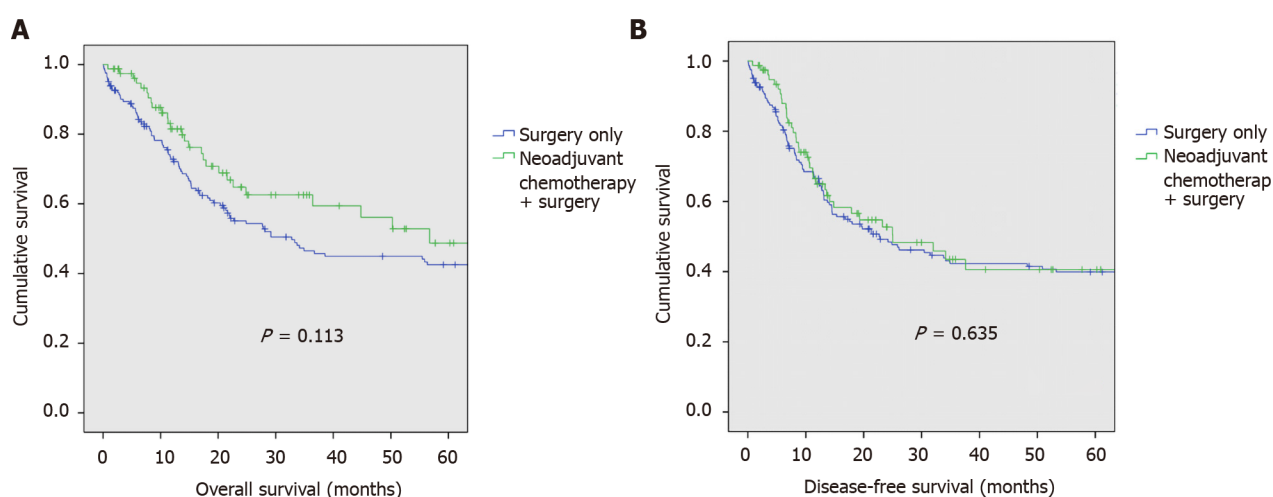 A
1.0
0.8
0.6
0.4
0.2
0.0
Cumulative survival
P = 0.113
0 10 20 30 40 50 60
Overall survival (months)
Surgery only
Neoadjuvant
chemotherapy
+ surgery
B
1.0
0.8
0.6
0.4
0.2
0.0
Cumulative survival
P = 0.635
0 10 20 30 40 50 60
Disease-free survival (months)
Surgery only
Neoadjuvant
chemotherap
+ surgery